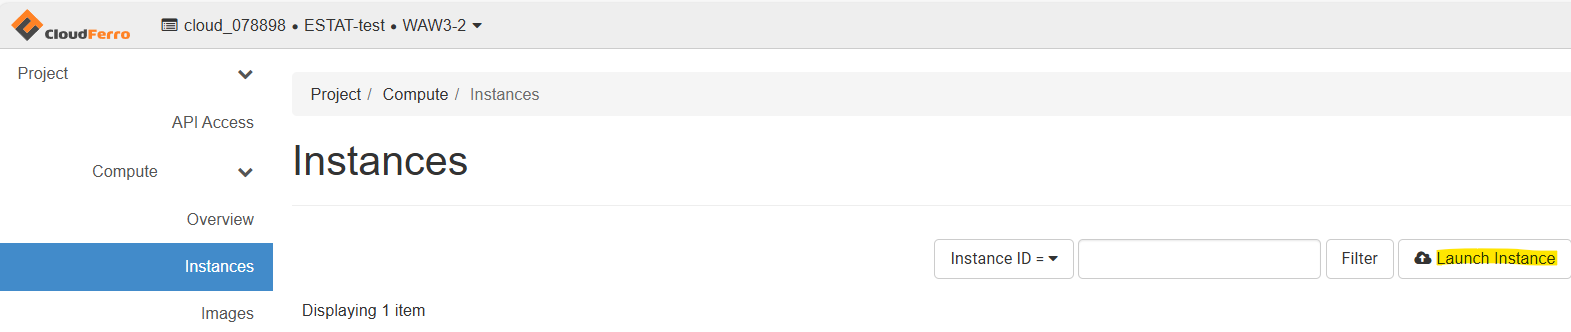 CloudFerro
cloud_078898 • ESTAT-test • WAW3-2
Project
API Access
Compute
Overview
Instances
Images
Project / Compute / Instances
Instances
Instance ID =
Filter
Launch Instance
Displaying 1 item